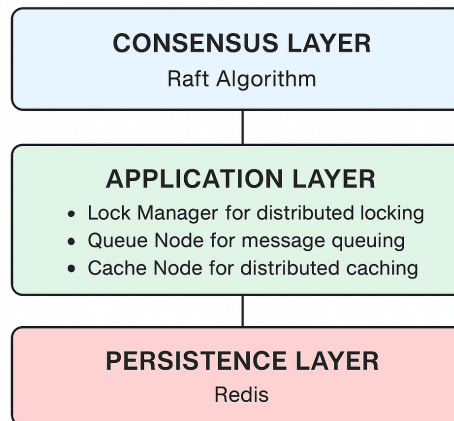 CONSENSUS LAYER
Raft Algorithm
APPLICATION LAYER
• Lock Manager for distributed locking
• Queue Node for message queuing
• Cache Node for distributed caching
PERSISTENCE LAYER
Redis